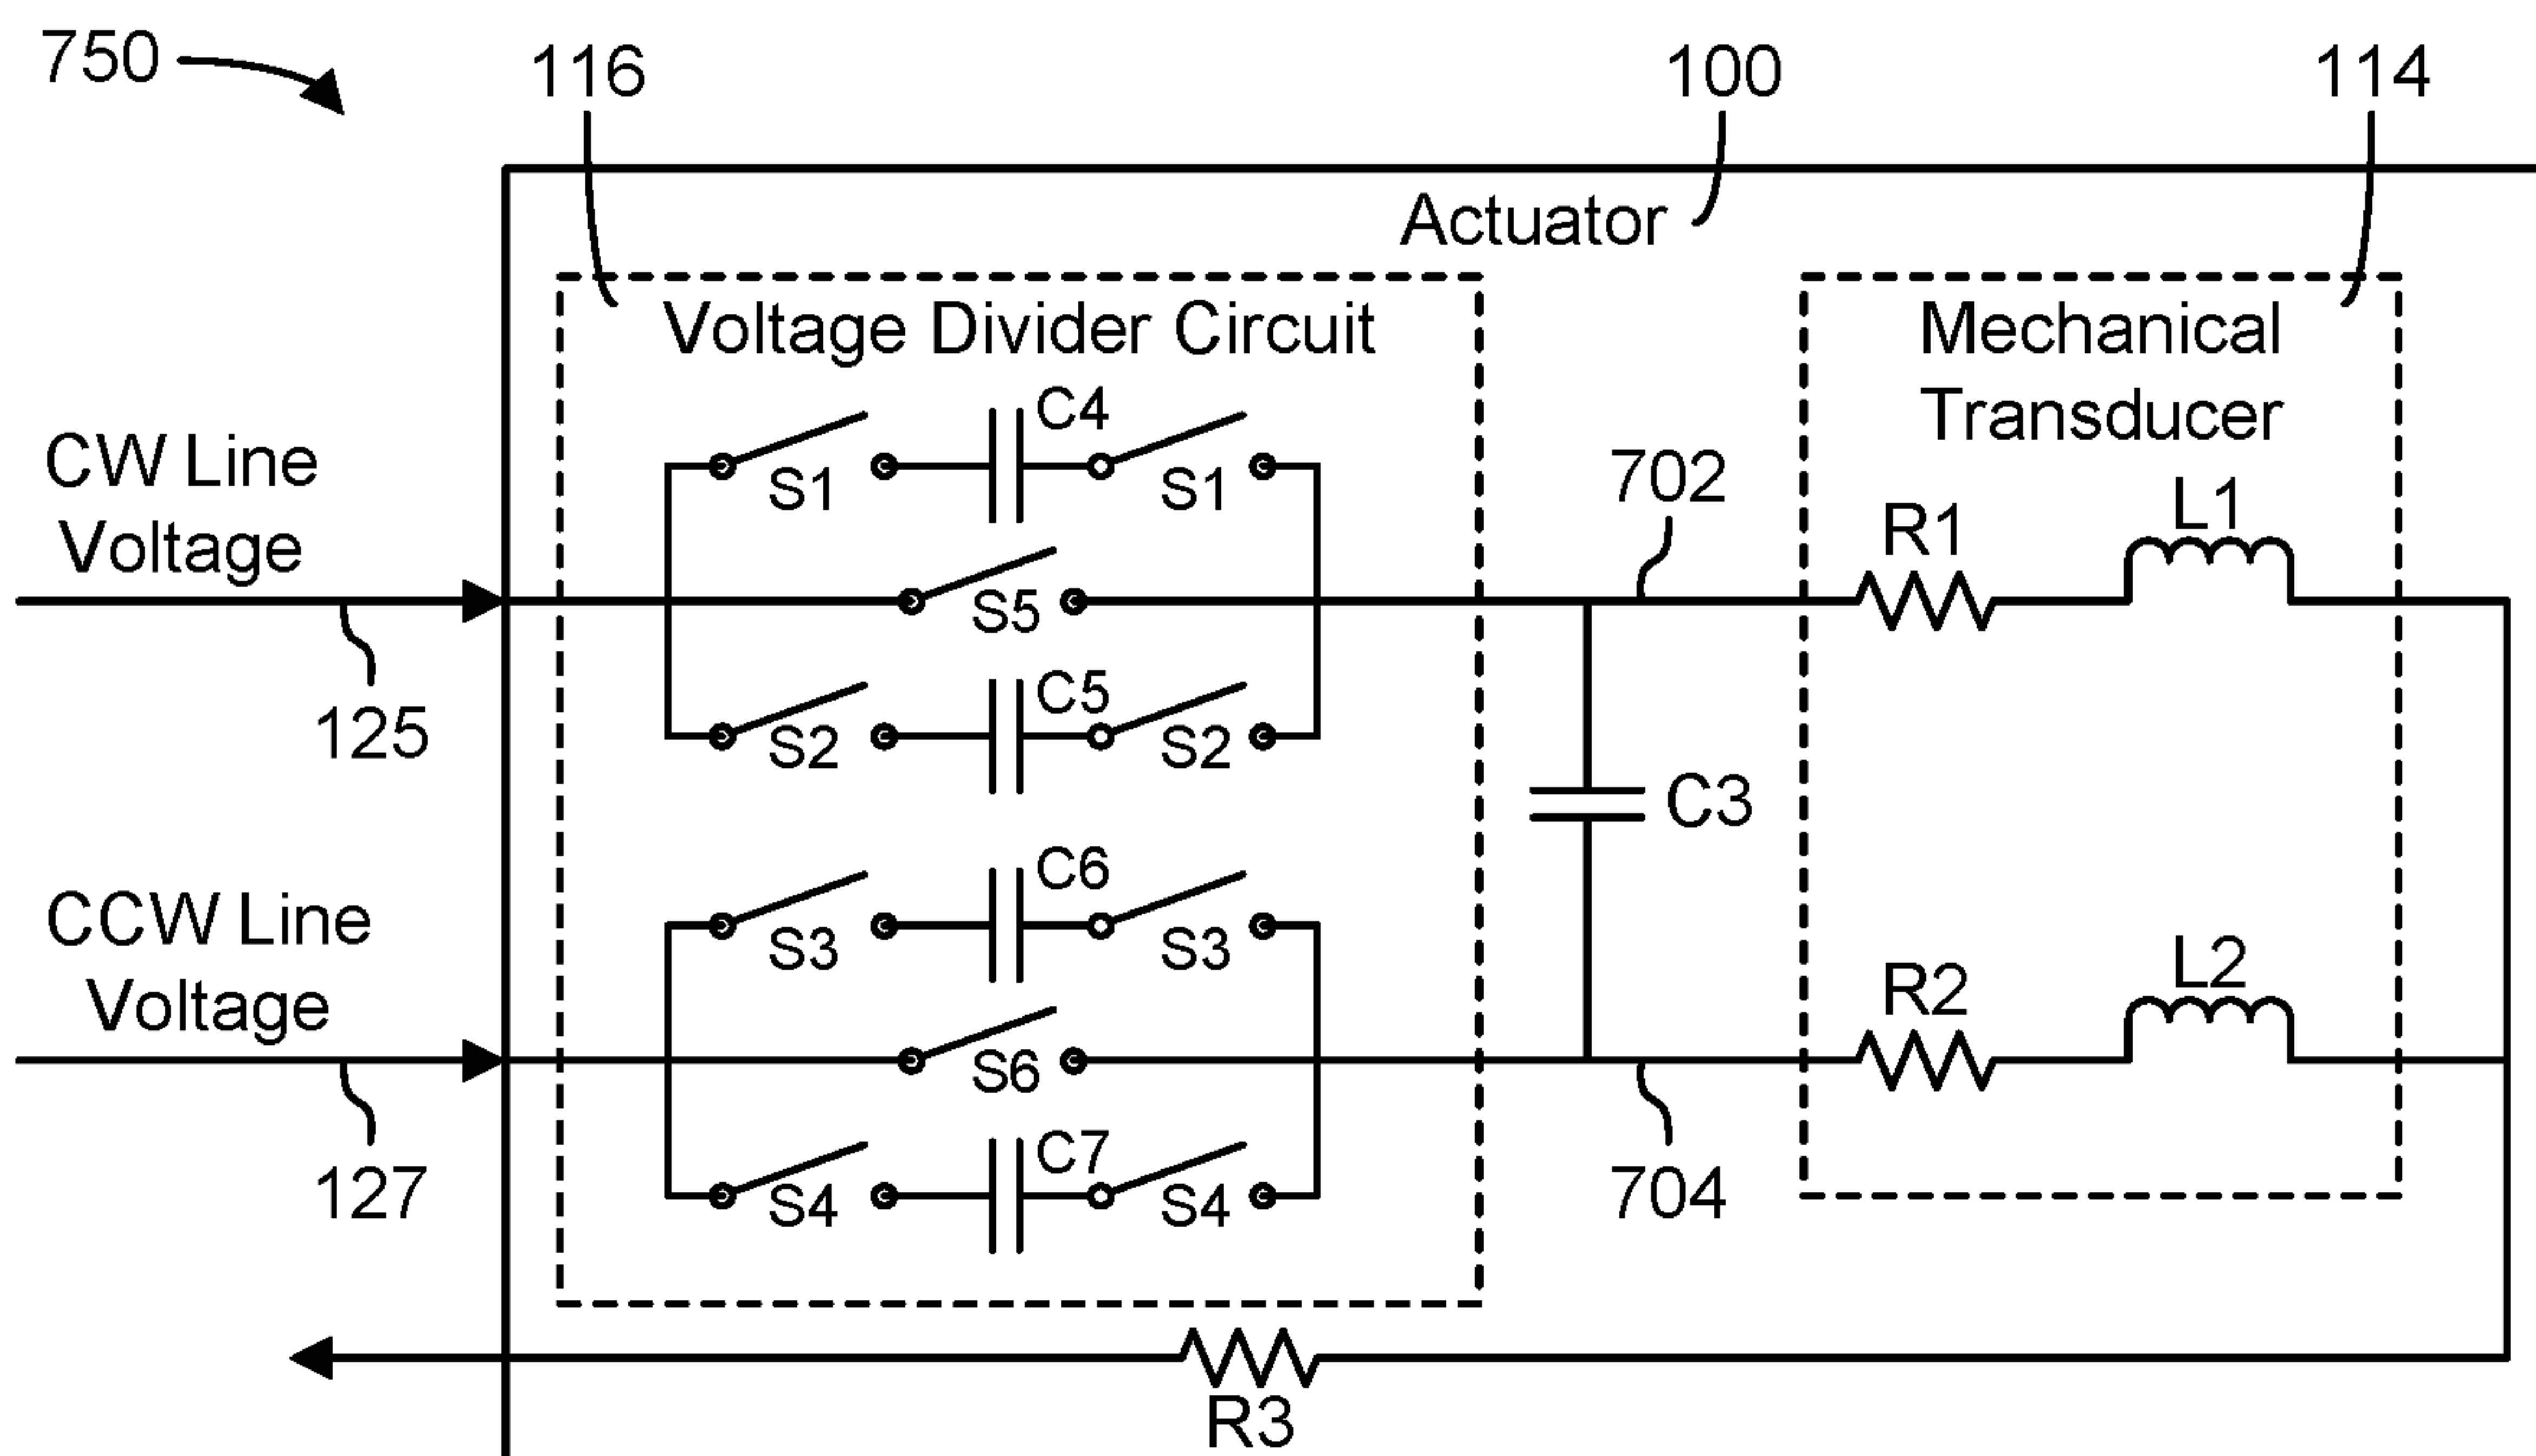 750
116
100
114
Actuator
Voltage Divider Circuit
Mechanical
Transducer
CW Line
Voltage
125
C4
S1
S1
S5
C5
S2
S2
702
R1
L1
C3
CCW Line
Voltage
127
C6
S3
S3
S6
C7
S4
S4
704
R2
L2
R3